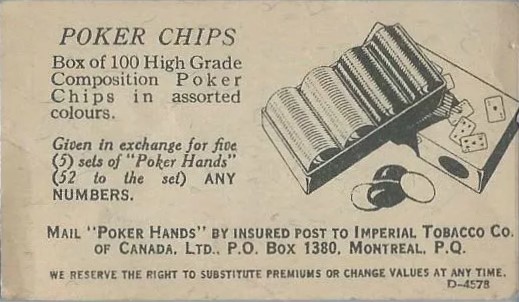 POKER CHIPS
Box of 100 High Grade
Composition Poker
Chips in assorted
colours.
Given in exchange for five
(5) sets of "Poker Hands"
(52 to the set) ANY
NUMBERS.
MAIL "POKER HANDS" BY INSURED POST TO IMPERIAL TOBACCO CO.
OF CANADA, LTD., P.O. BOX 1380, MONTREAL, P.Q.
WE RESERVE THE RIGHT TO SUBSTITUTE PREMIUMS OR CHANGE VALUES AT ANY TIME.
D-4578